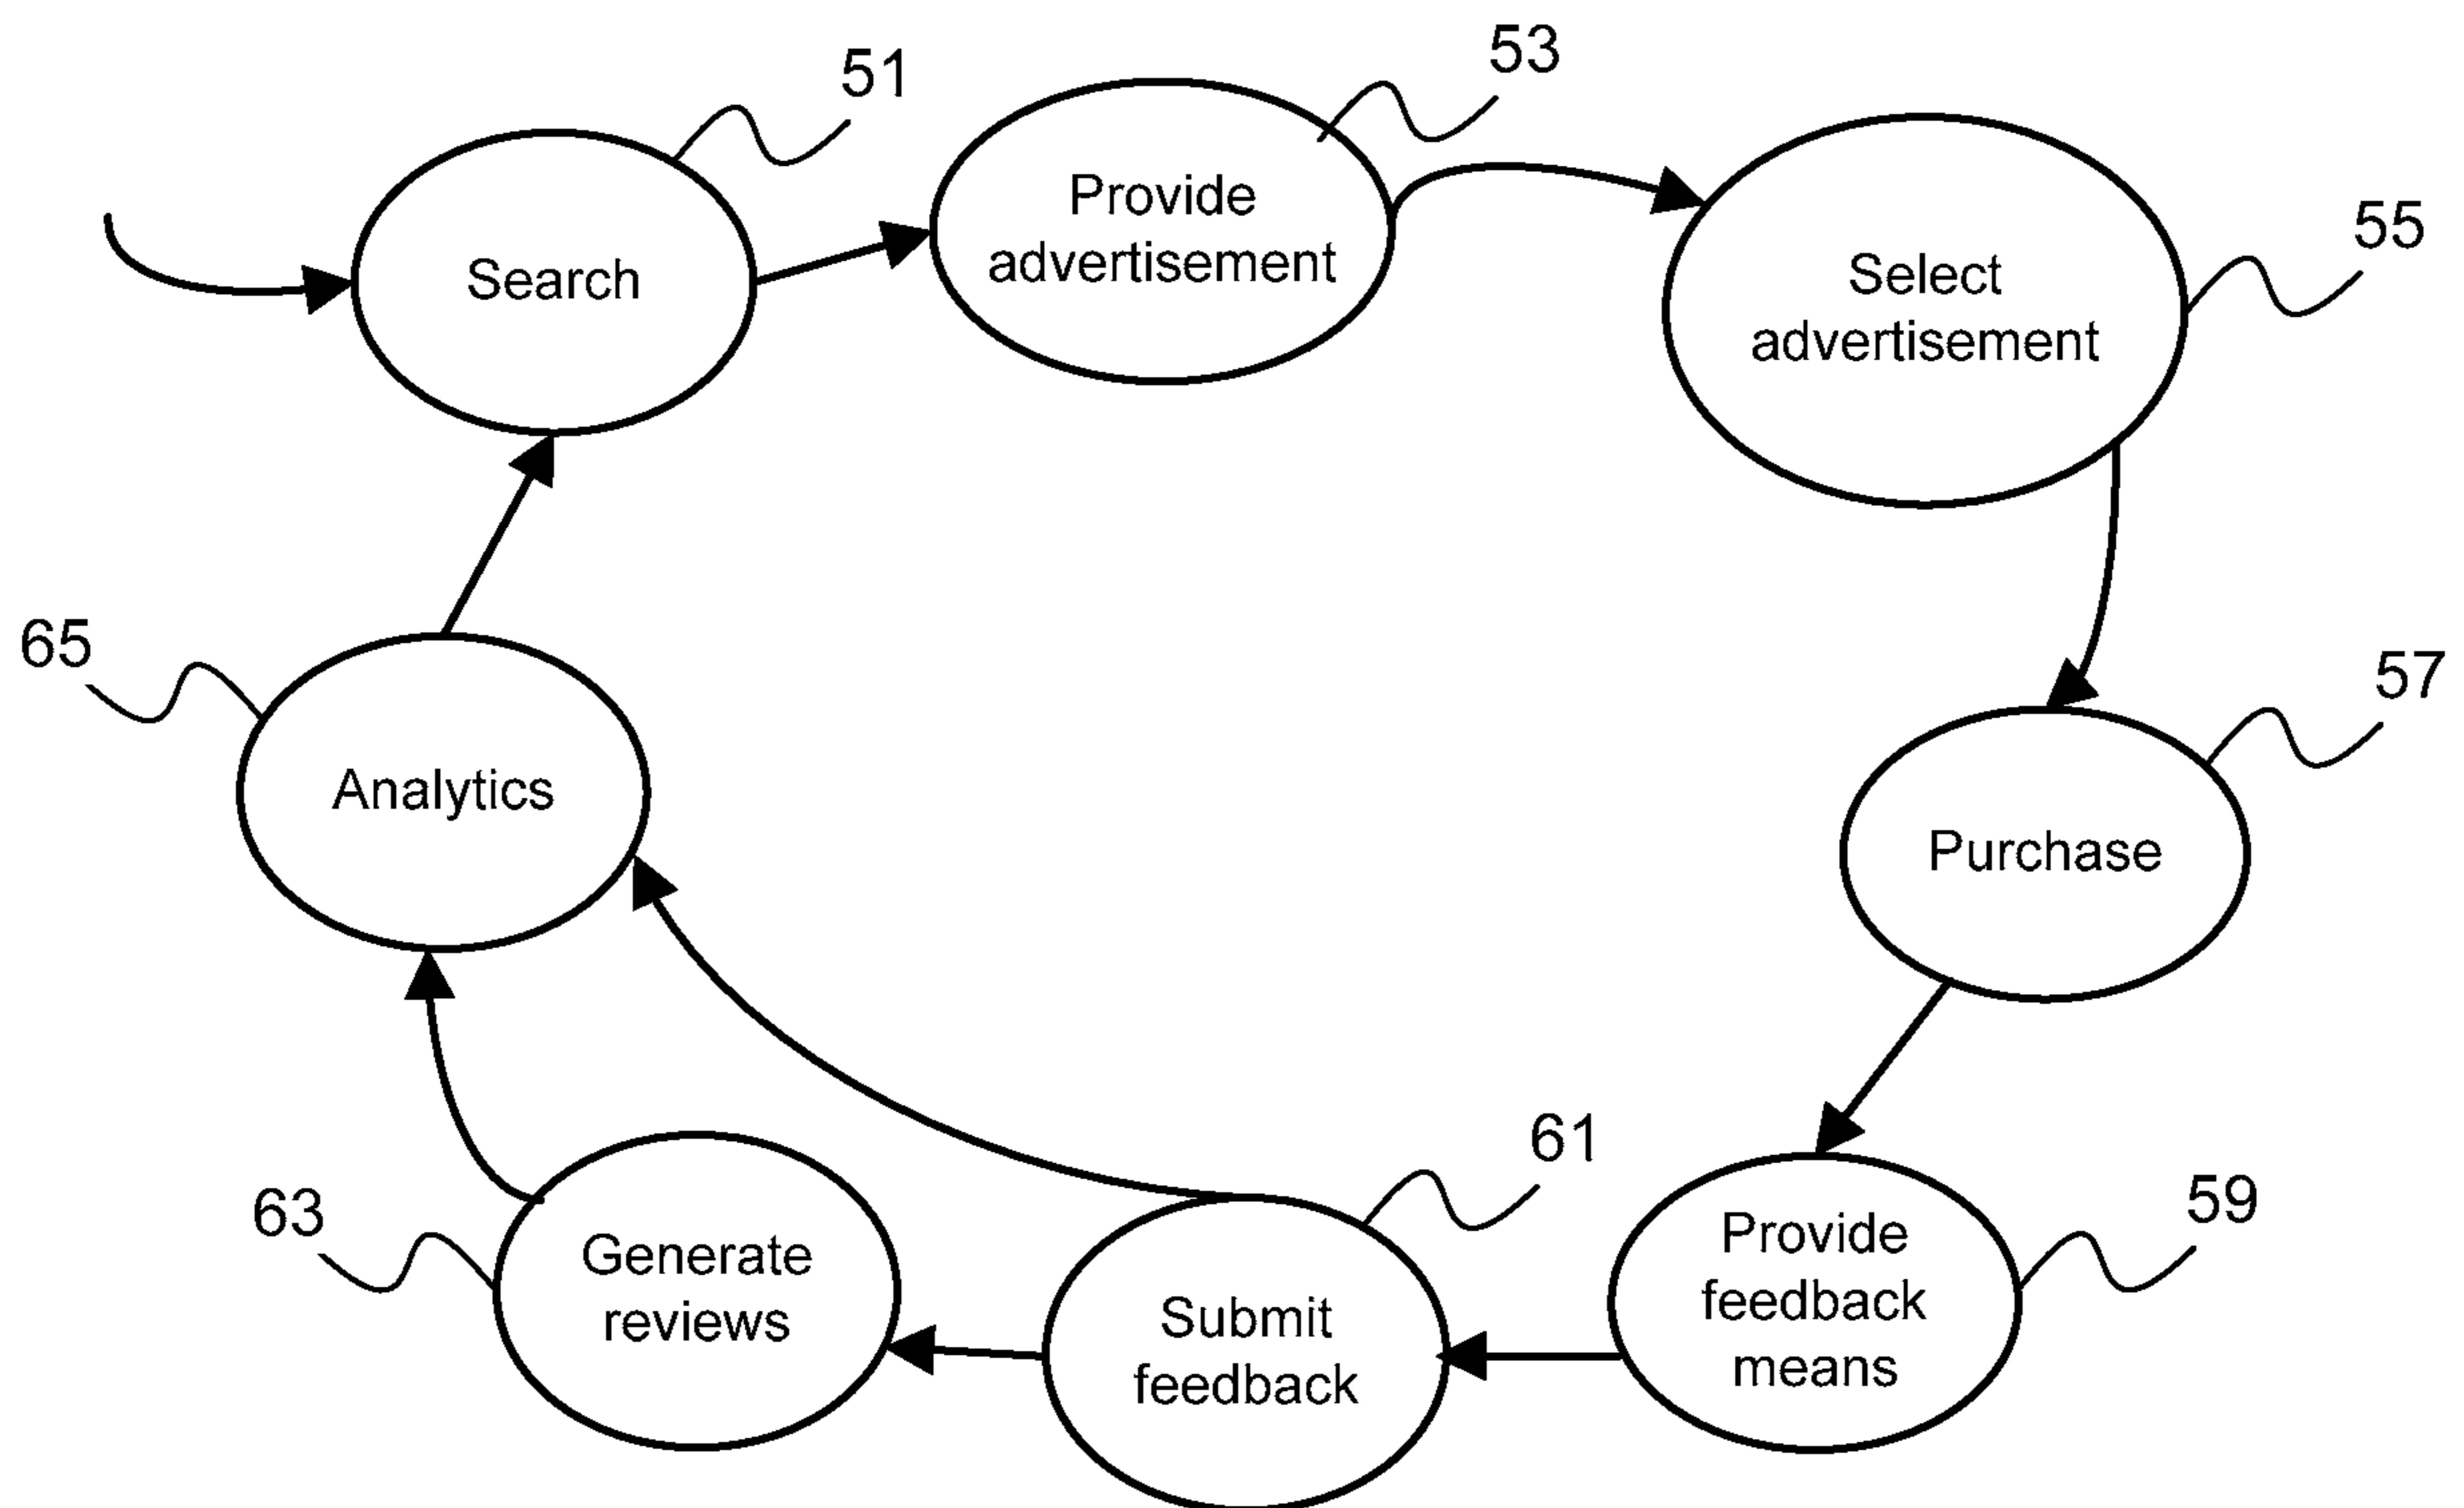 51
53
55
Search
Provide
advertisement
Select
advertisement
65
57
Analytics
Purchase
61
63
59
Generate
reviews
Submit
feedback
Provide
feedback
means